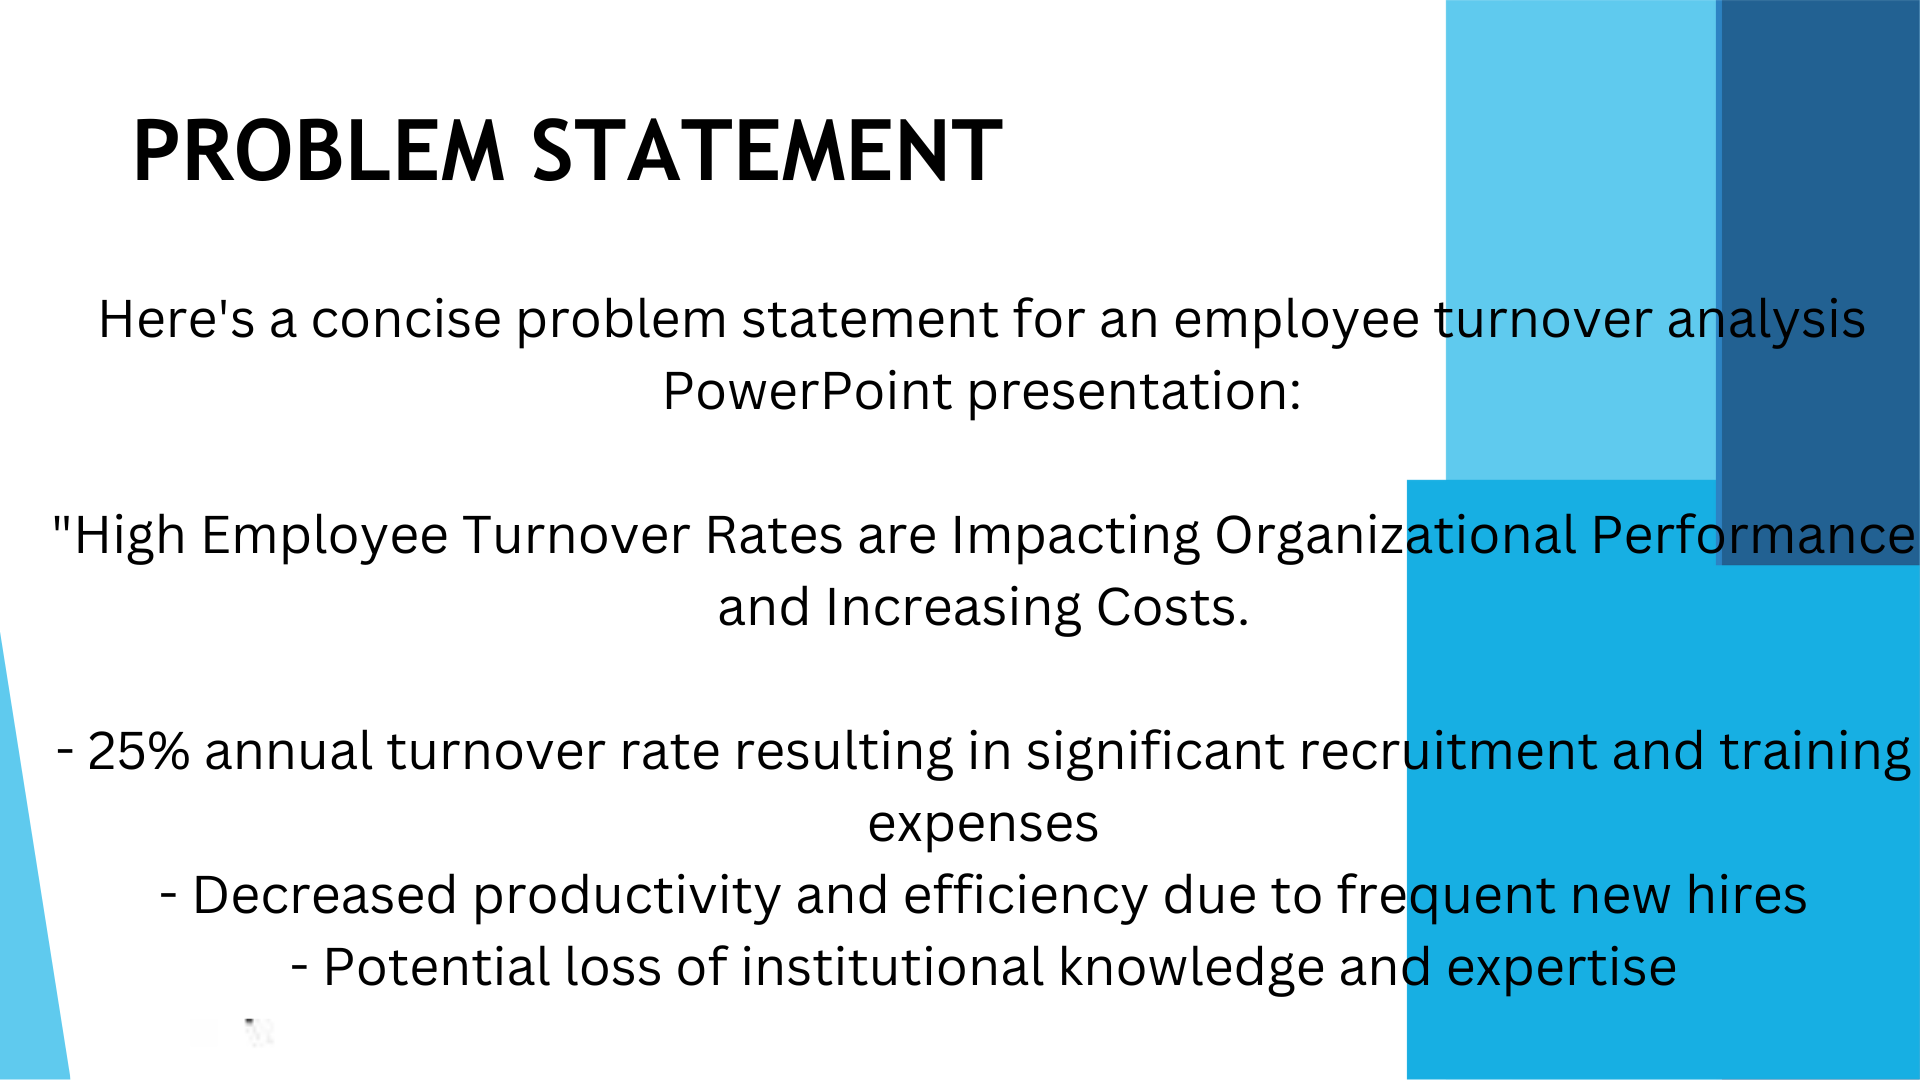 PROBLEM STATEMENT
Here's a concise problem statement for an employee turnover analysis
PowerPoint presentation:
"High Employee Turnover Rates are Impacting Organizational Performance
and Increasing Costs.
- 25% annual turnover rate resulting in significant recruitment and training
expenses
- Decreased productivity and efficiency due to frequent new hires
- Potential loss of institutional knowledge and expertise